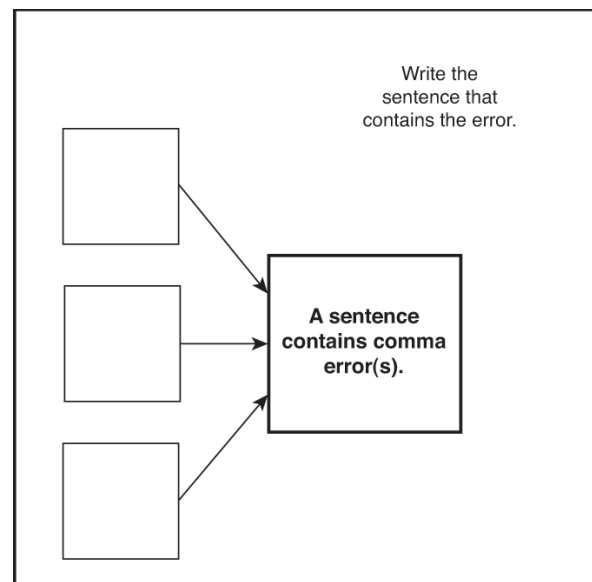 Write the
sentence that
contains the error.
A sentence
contains comma
error(s).